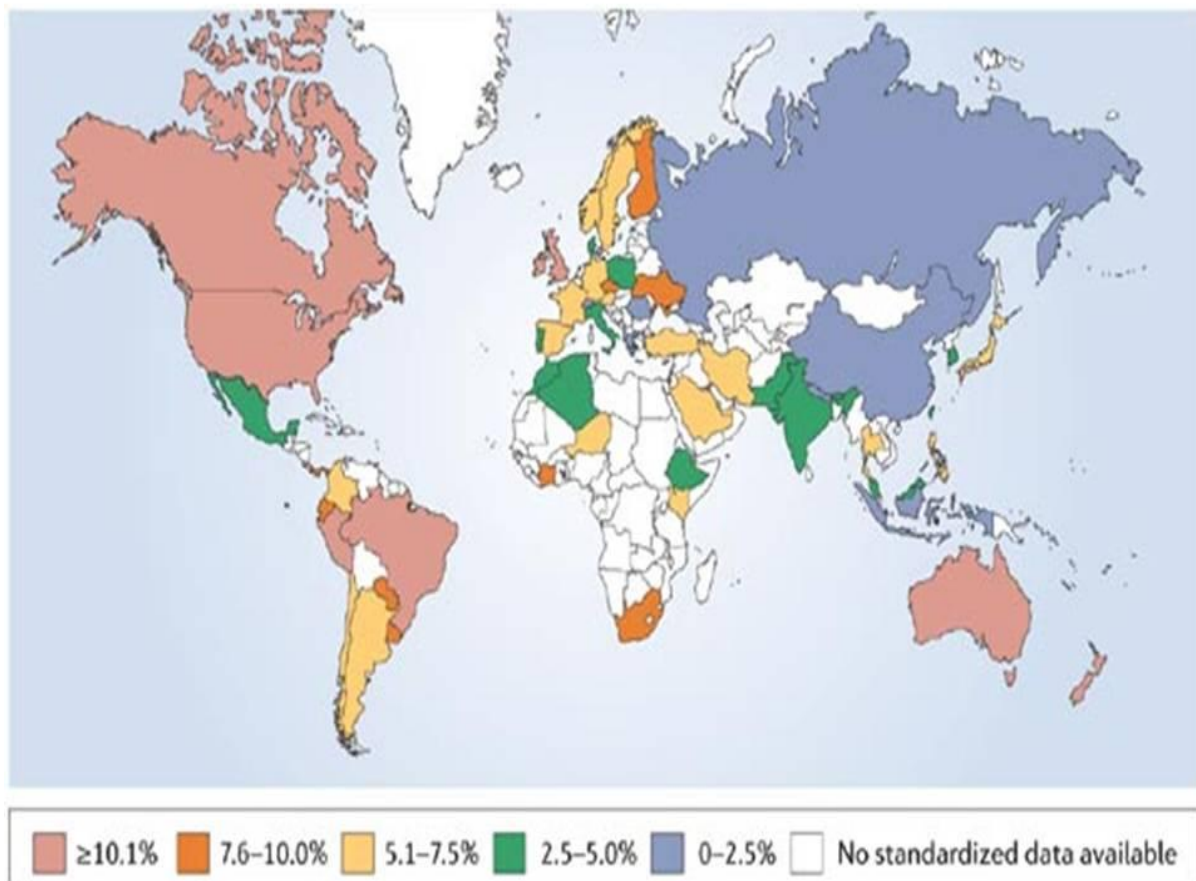 ≥10.1% 7.6–10.0% 5.1–7.5% 2.5–5.0% 0–2.5% No standardized data available